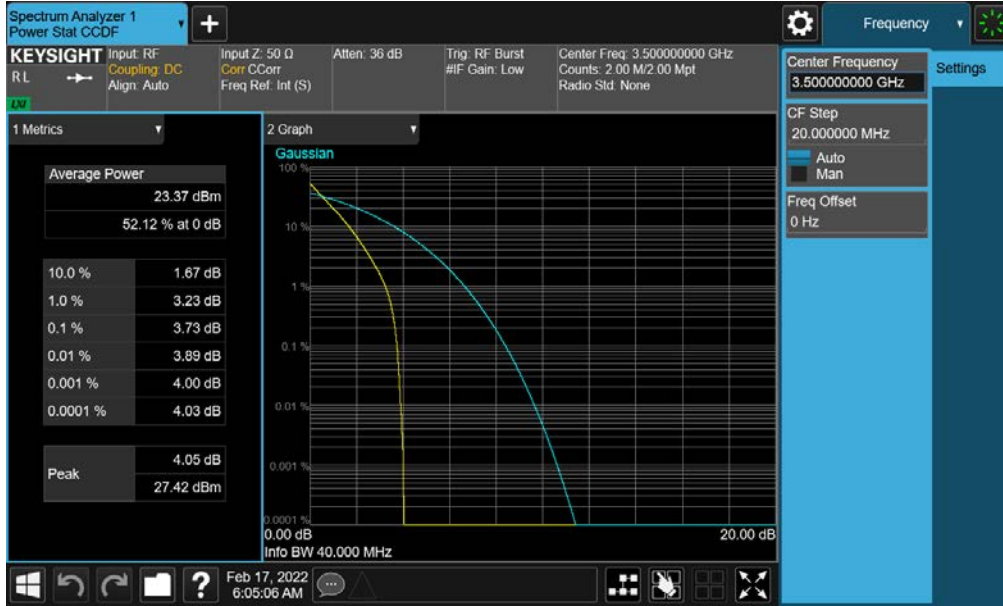 Spectrum Analyzer 1
Power Stat CCDF
+
Frequency
KEYSIGHT
RL
LXI
Input: RF
Coupling: DC
Align: Auto
Input Z: 50 Ω
Corr CCorr
Freq Ref: Int (S)
Atten: 36 dB
Trig: RF Burst
#IF Gain: Low
Center Freq: 3.500000000 GHz
Counts: 2.00 M/2.00 Mpt
Radio Std: None
Center Frequency
3.500000000 GHz
Settings
CF Step
20.000000 MHz
Auto
Man
Freq Offset
0 Hz
1 Metrics
Average Power
23.37 dBm
52.12 % at 0 dB
10.0 % 1.67 dB
1.0 % 3.23 dB
0.1 % 3.73 dB
0.01 % 3.89 dB
0.001 % 4.00 dB
0.0001 % 4.03 dB
Peak 4.05 dB
27.42 dBm
2 Graph
Gaussian
100 %
10 %
1 %
0.1 %
0.01 %
0.001 %
0.0001 %
0.00 dB 20.00 dB
Info BW 40.000 MHz
?
Feb 17, 2022
6:05:06 AM